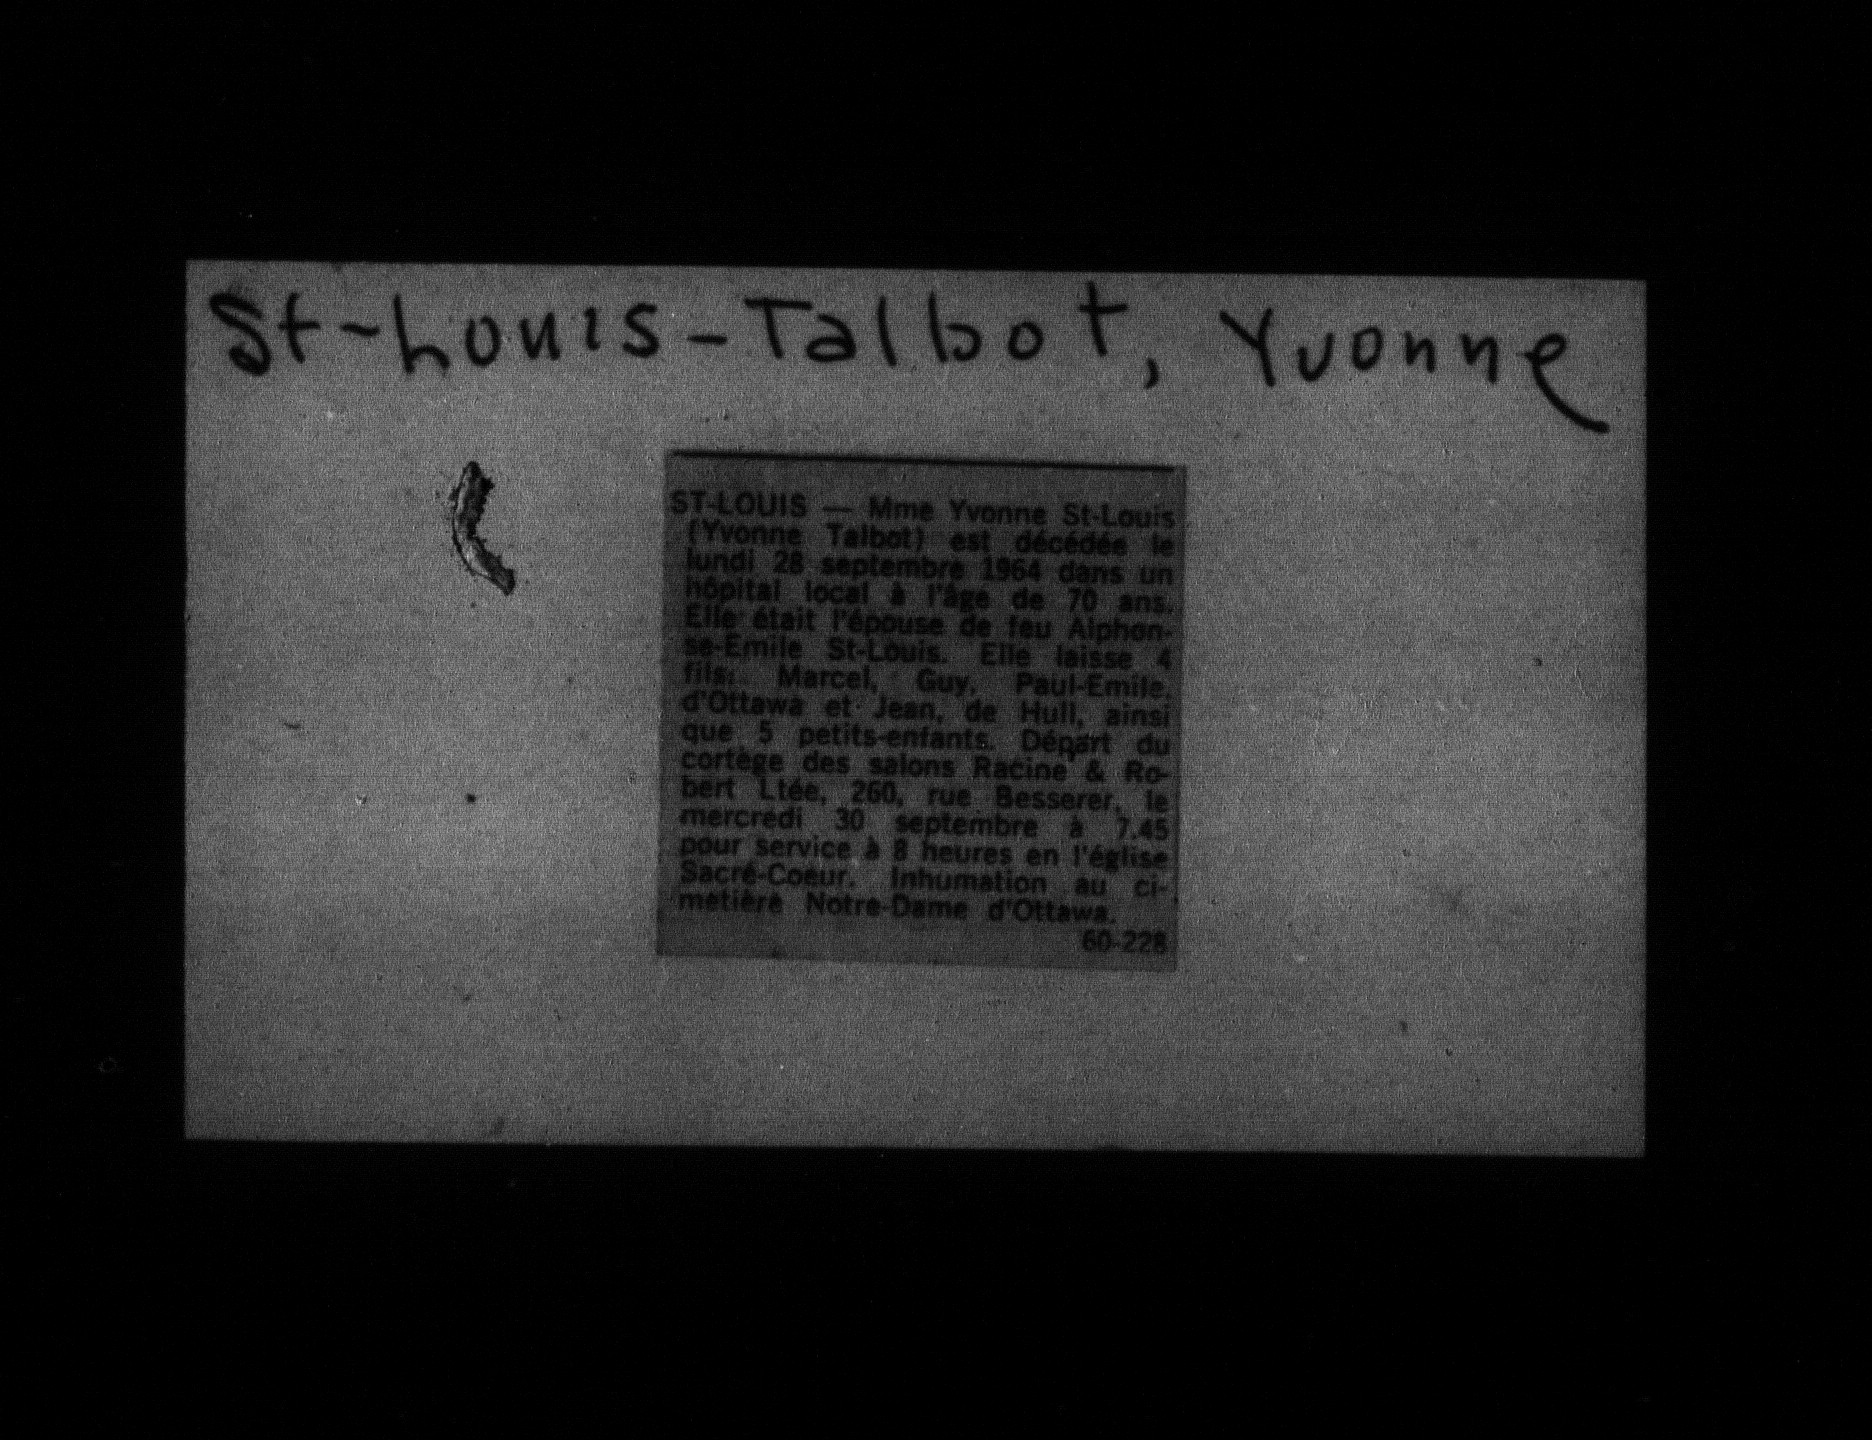 St-Louis-Talbot, Yvonne
ST-LOUIS — Mme Yvonne St-Louis
(Yvonne Talbot) est décédée le
lundi 28 septembre 1964 dans un
hôpital local à l'âge de 70 ans.
Elle était l'épouse de feu Alphon-
se-Emile St-Louis. Elle laisse 4
fils: Marcel, Guy, Paul-Emile,
d'Ottawa et Jean, de Hull, ainsi
que 5 petits-enfants. Départ du
cortège des salons Racine & Ro-
bert Ltée, 260, rue Besserer, le
mercredi 30 septembre à 7.45
pour service à 8 heures en l'église
Sacré-Coeur. Inhumation au ci-
metière Notre-Dame d'Ottawa.
60-228